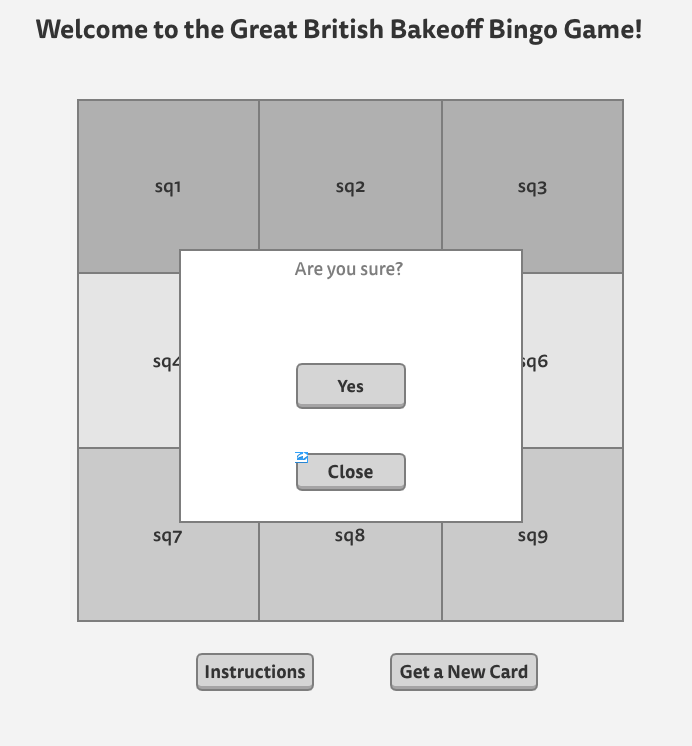 Welcome to the Great British Bakeoff Bingo Game!
sq1 sq2 sq3
Are you sure?
sq4 sq6
Yes
Close
sq7 sq8 sq9
Instructions Get a New Card